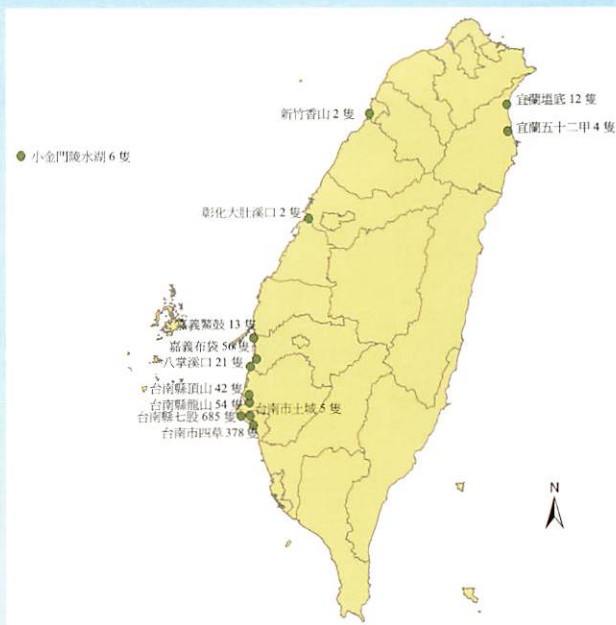 宜蘭塭底 12 隻
新竹香山 2 隻
宜蘭五十二甲 4 隻
小金門陵水湖 6 隻
彰化大肚溪口 2 隻
嘉義鰲鼓 13 隻
嘉義布袋 56 隻
八掌溪口 21 隻
台南縣頂山 42 隻
台南縣龍山 54 隻
台南市土城 5 隻
台南縣七股 685 隻
台南市四草 378 隻
N